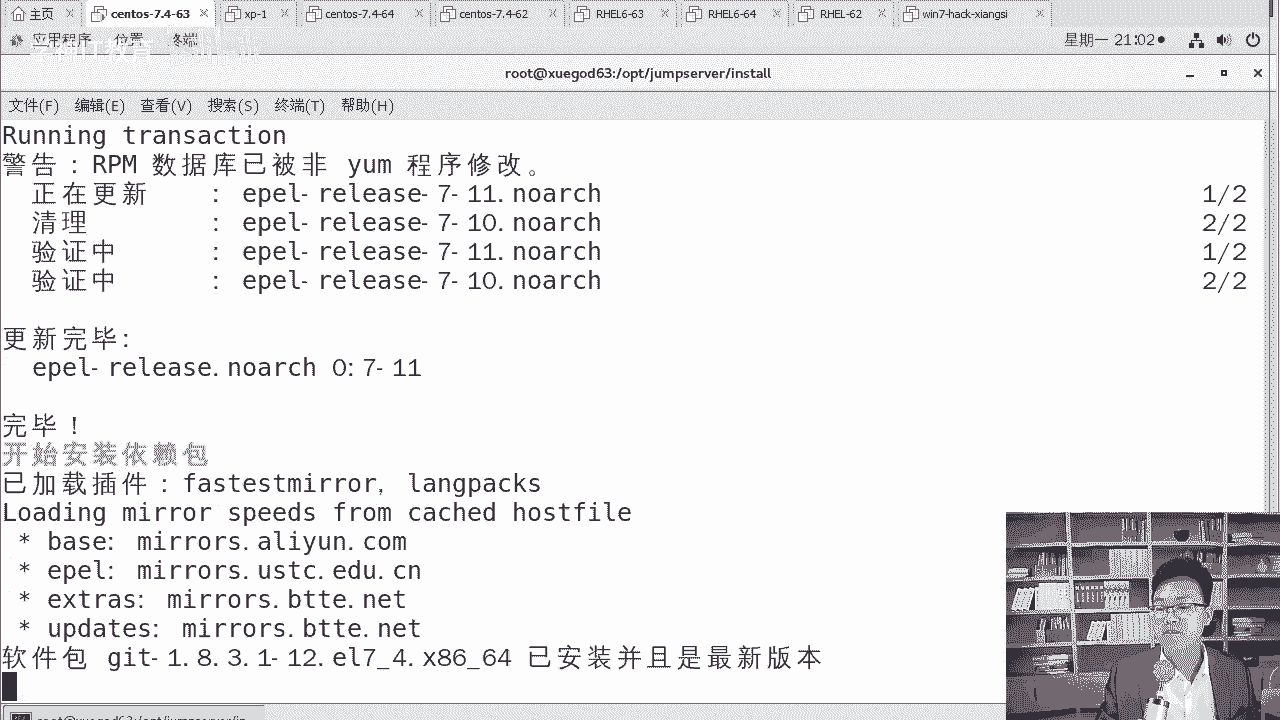 主页 centos-7.4-63 xp-1 centos-7.4-64 centos-7.4-62 RHEL6-63 RHEL6-64 RHEL-62 win7-hack-xiangsi
应用程序 位置 终端 星期一 21:02
root@xuegod63:/opt/jumpserver/install
文件(F) 编辑(E) 查看(V) 搜索(S) 终端(T) 帮助(H)
Running transaction
警告：RPM 数据库已被非 yum 程序修改。
正在更新 : epel-release-7-11.noarch 1/2
清理 : epel-release-7-10.noarch 2/2
验证中 : epel-release-7-11.noarch 1/2
验证中 : epel-release-7-10.noarch 2/2
更新完毕:
epel-release.noarch 0:7-11
完毕！
开始安装依赖包
已加载插件：fastestmirror, langpacks
Loading mirror speeds from cached hostfile
* base: mirrors.aliyun.com
* epel: mirrors.ustc.edu.cn
* extras: mirrors.btte.net
* updates: mirrors.btte.net
软件包 git-1.8.3.1-12.el7_4.x86_64 已安装并且是最新版本
root@xuegod63:/opt/jumpserver/in...